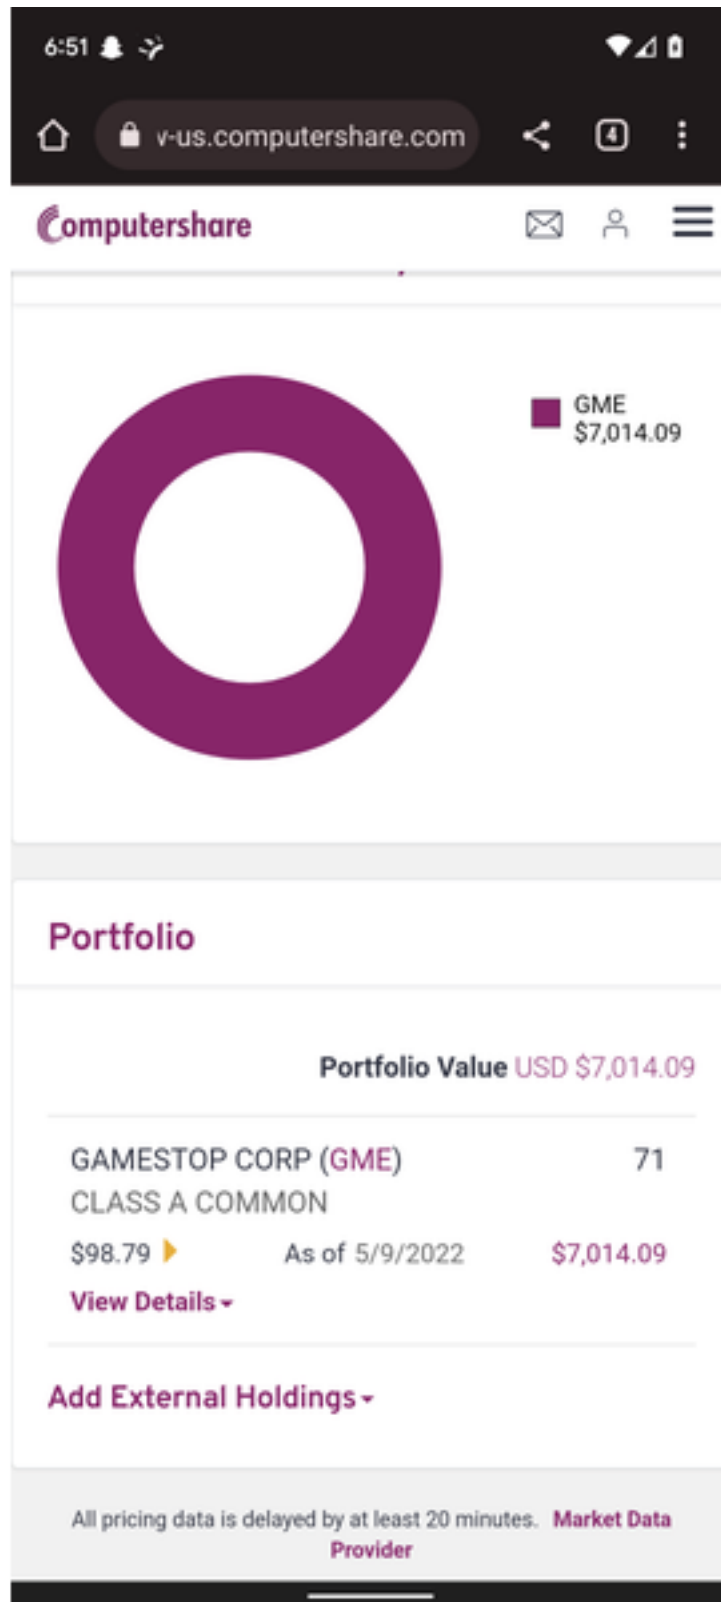 6:51
v-us.computershare.com
4
Computershare
GME
$7,014.09
Portfolio
Portfolio Value USD $7,014.09
GAMESTOP CORP (GME) 71
CLASS A COMMON
$98.79 As of 5/9/2022 $7,014.09
View Details
Add External Holdings
All pricing data is delayed by at least 20 minutes. Market Data
Provider